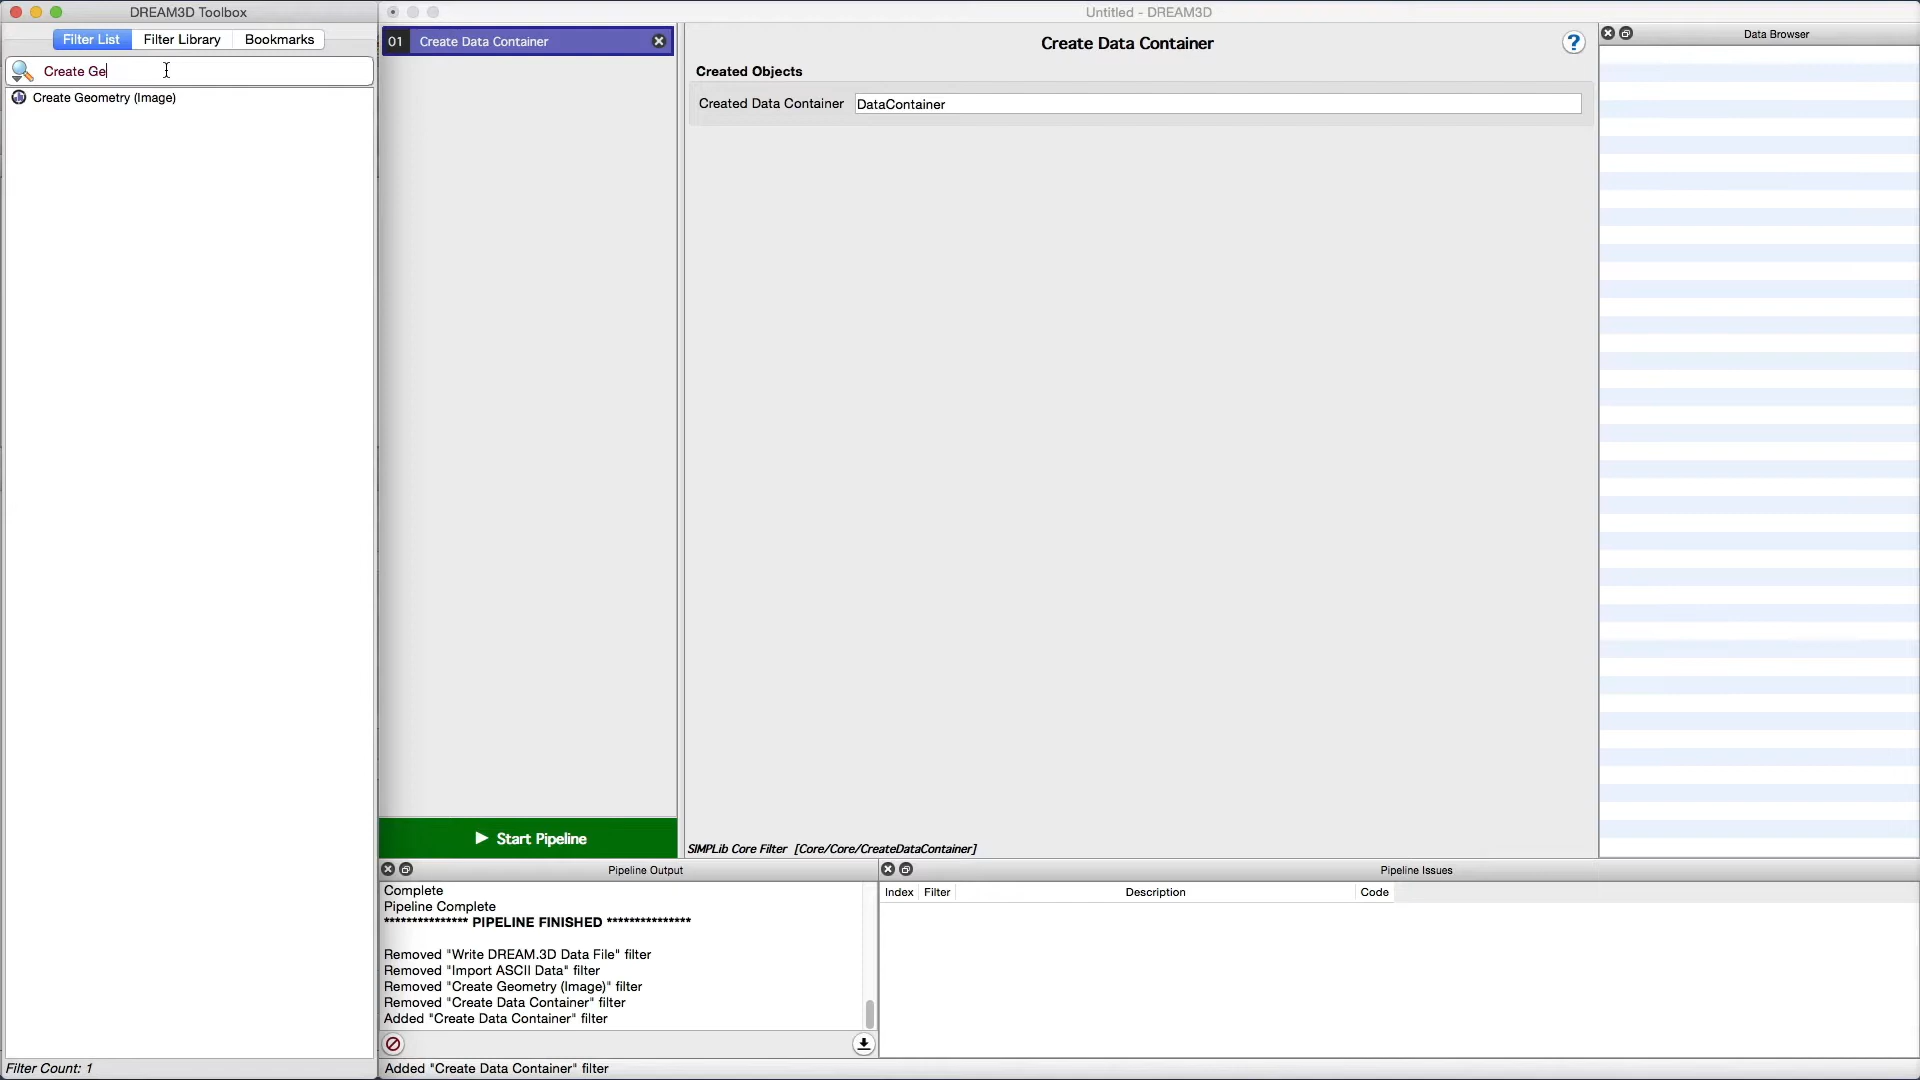 DREAM3D Toolbox
Untitled - DREAM3D
Filter List
Filter Library
Bookmarks
Create Ge
Create Geometry (Image)
Filter Count: 1
01 Create Data Container
Start Pipeline
Create Data Container
?
Created Objects
Created Data Container DataContainer
SIMPLib Core Filter [Core/Core/CreateDataContainer]
Data Browser
Pipeline Output
Complete
Pipeline Complete
*************** PIPELINE FINISHED ***************
Removed "Write DREAM.3D Data File" filter
Removed "Import ASCII Data" filter
Removed "Create Geometry (Image)" filter
Removed "Create Data Container" filter
Added "Create Data Container" filter
Pipeline Issues
Index Filter Description Code
Added "Create Data Container" filter